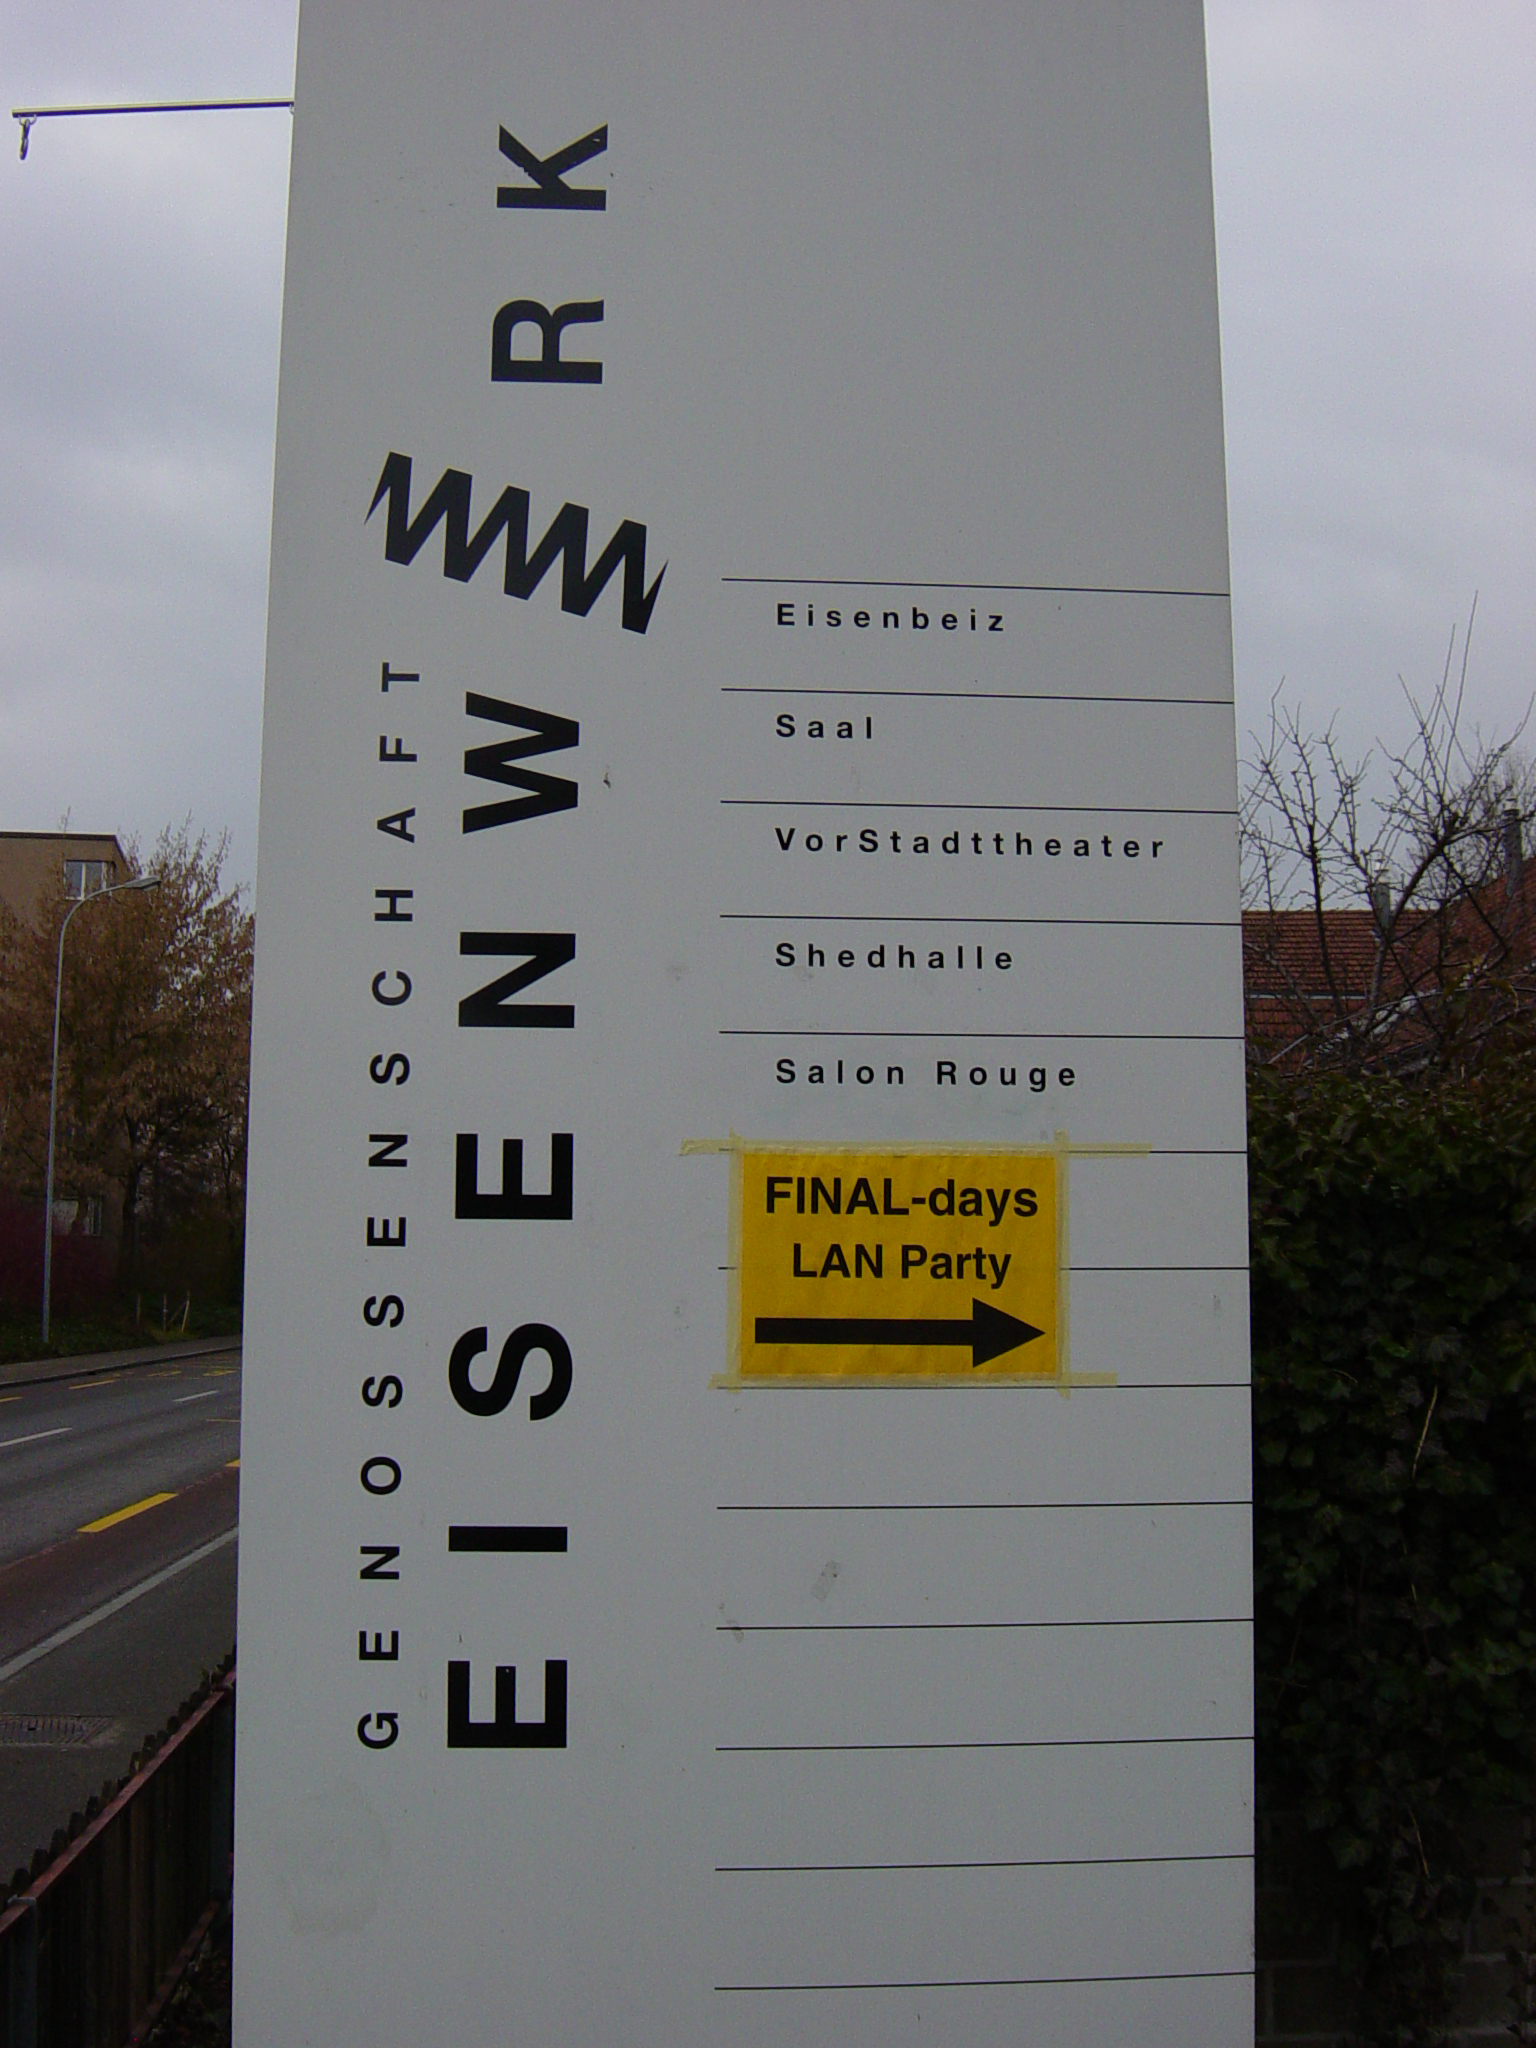 GENOSSENSCHAFT
EISENWERK
Eisenbeiz
Saal
VorStadttheater
Shedhalle
Salon Rouge
FINAL-days
LAN Party